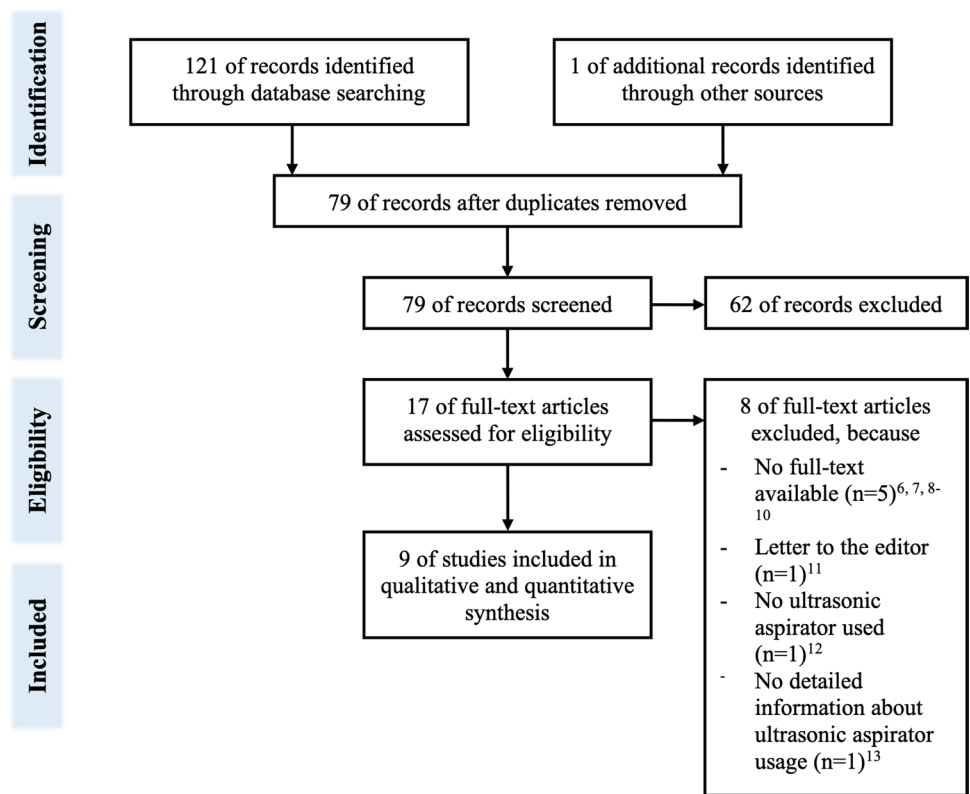 Identification
121 of records identified
through database searching
1 of additional records identified
through other sources
79 of records after duplicates removed
Screening
79 of records screened
62 of records excluded
Eligibility
17 of full-text articles
assessed for eligibility
8 of full-text articles
excluded, because
- No full-text
available (n=5)6, 7, 8-
10
- Letter to the editor
(n=1)11
- No ultrasonic
aspirator used
(n=1)12
- No detailed
information about
ultrasonic aspirator
usage (n=1)13
Included
9 of studies included in
qualitative and quantitative
synthesis